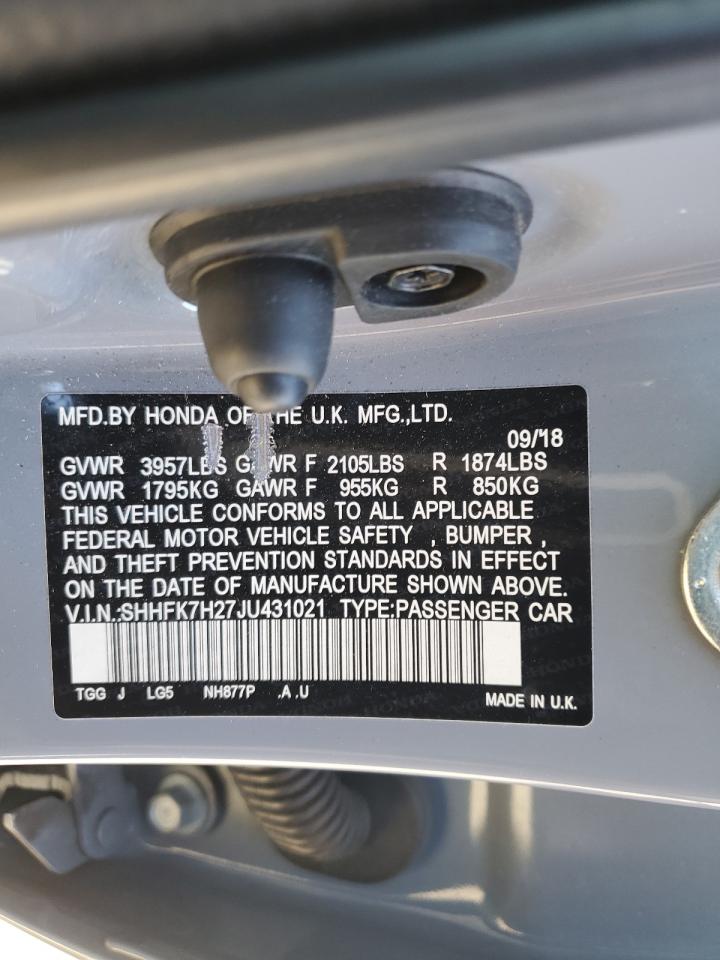 MFD.BY HONDA OF THE U.K. MFG.,LTD.
09/18
GVWR 3957LBS GAWR F 2105LBS R 1874LBS
GVWR 1795KG GAWR F 955KG R 850KG
THIS VEHICLE CONFORMS TO ALL APPLICABLE
FEDERAL MOTOR VEHICLE SAFETY , BUMPER ,
AND THEFT PREVENTION STANDARDS IN EFFECT
ON THE DATE OF MANUFACTURE SHOWN ABOVE.
V.I.N.:SHHFK7H27JU431021 TYPE:PASSENGER CAR
TGG J LG5 NH877P .A .U
MADE IN U.K.